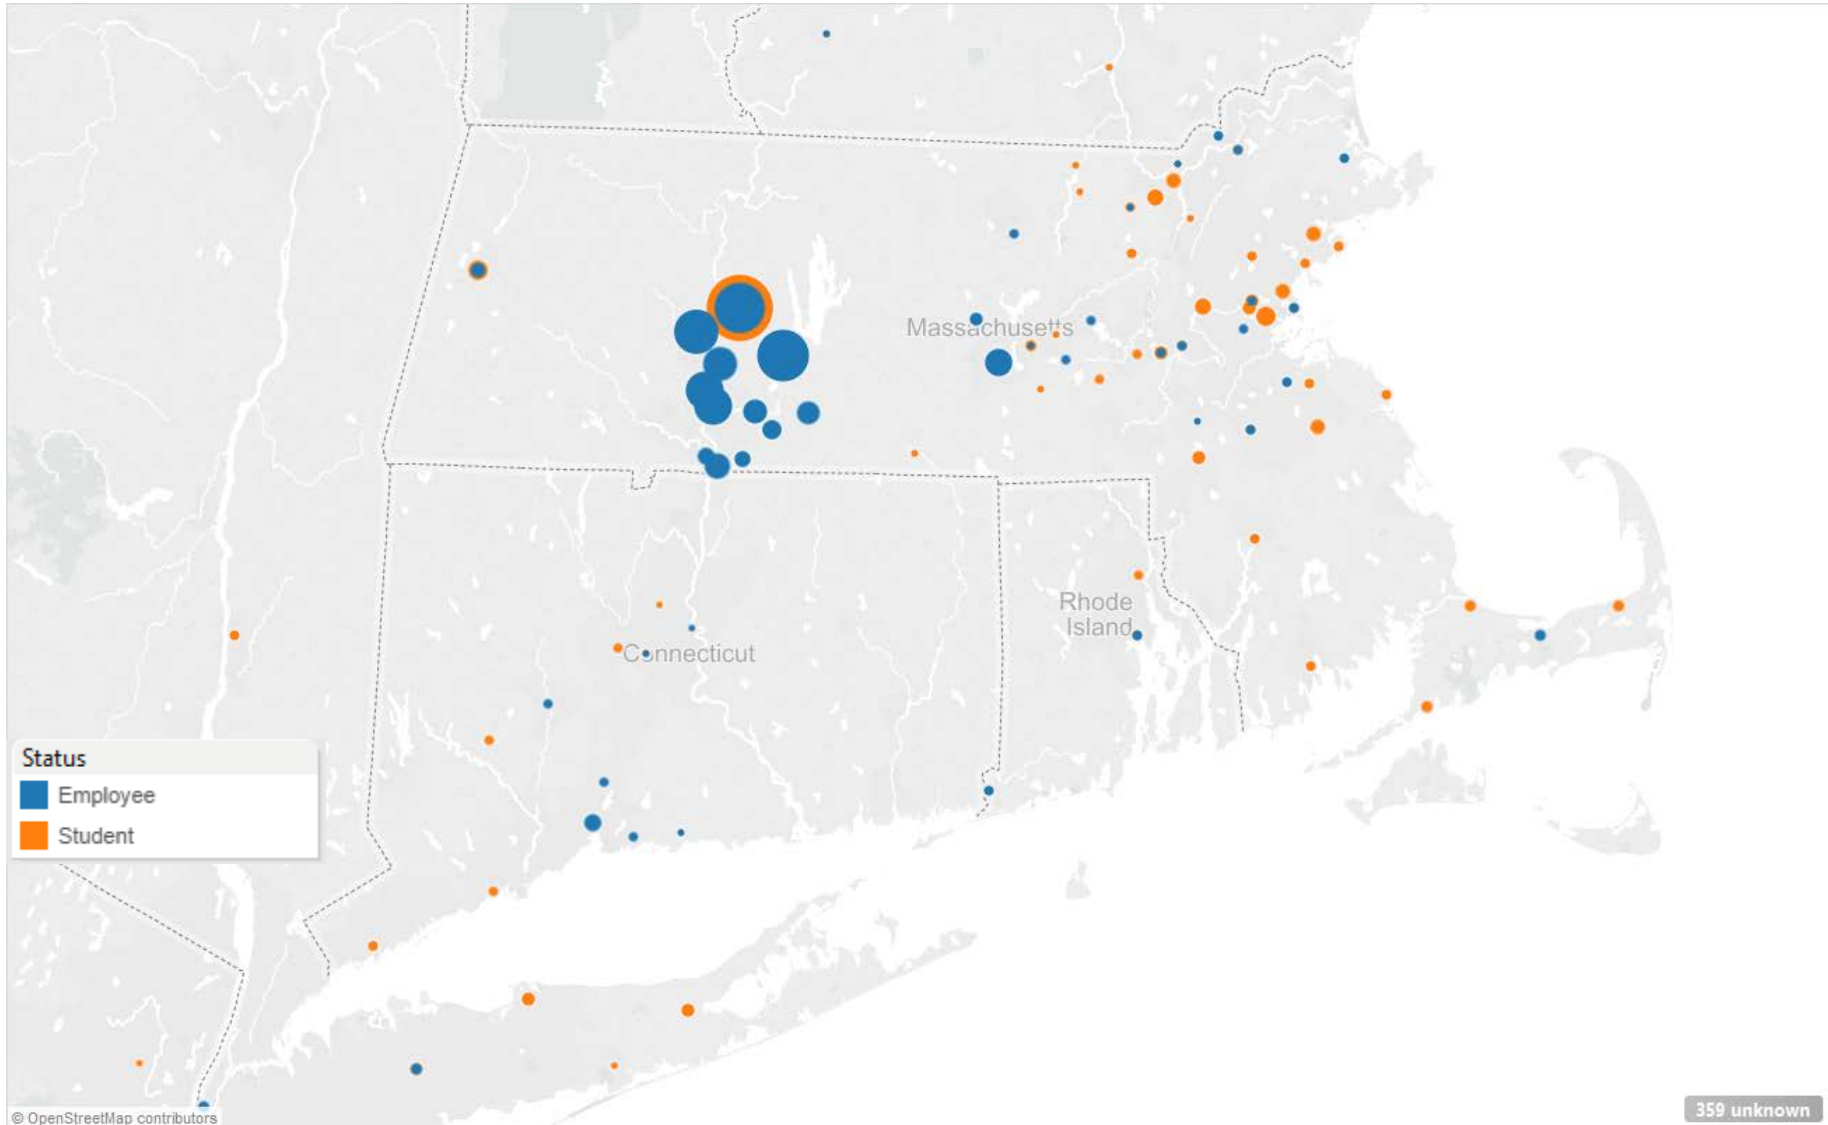 Massachusetts
Rhode
Island
Connecticut
Status
Employee
Student
© OpenStreetMap contributors
359 unknown